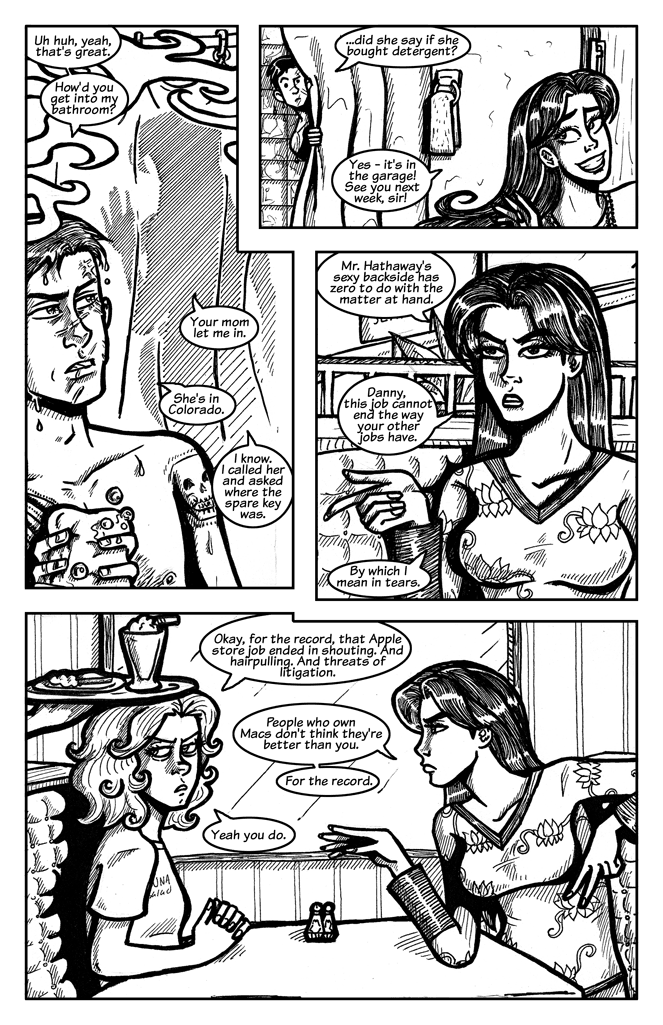 Uh huh, yeah,
that's great.
How'd you
get into my
bathroom?
Your mom
let me in.
She's in
Colorado.
I know.
I called her
and asked
where the
spare key
was.
...did she say if she
bought detergent?
Yes - it's in
the garage!
See you next
week, sir!
Mr. Hathaway's
sexy backside has
zero to do with the
matter at hand.
Danny,
this job cannot
end the way
your other
jobs have.
By which I
mean in tears.
Okay, for the record, that Apple
store job ended in shouting. And
hairpulling. And threats of
litigation.
People who own
Macs don't think they're
better than you.
For the record.
Yeah you do.
UNA
alad